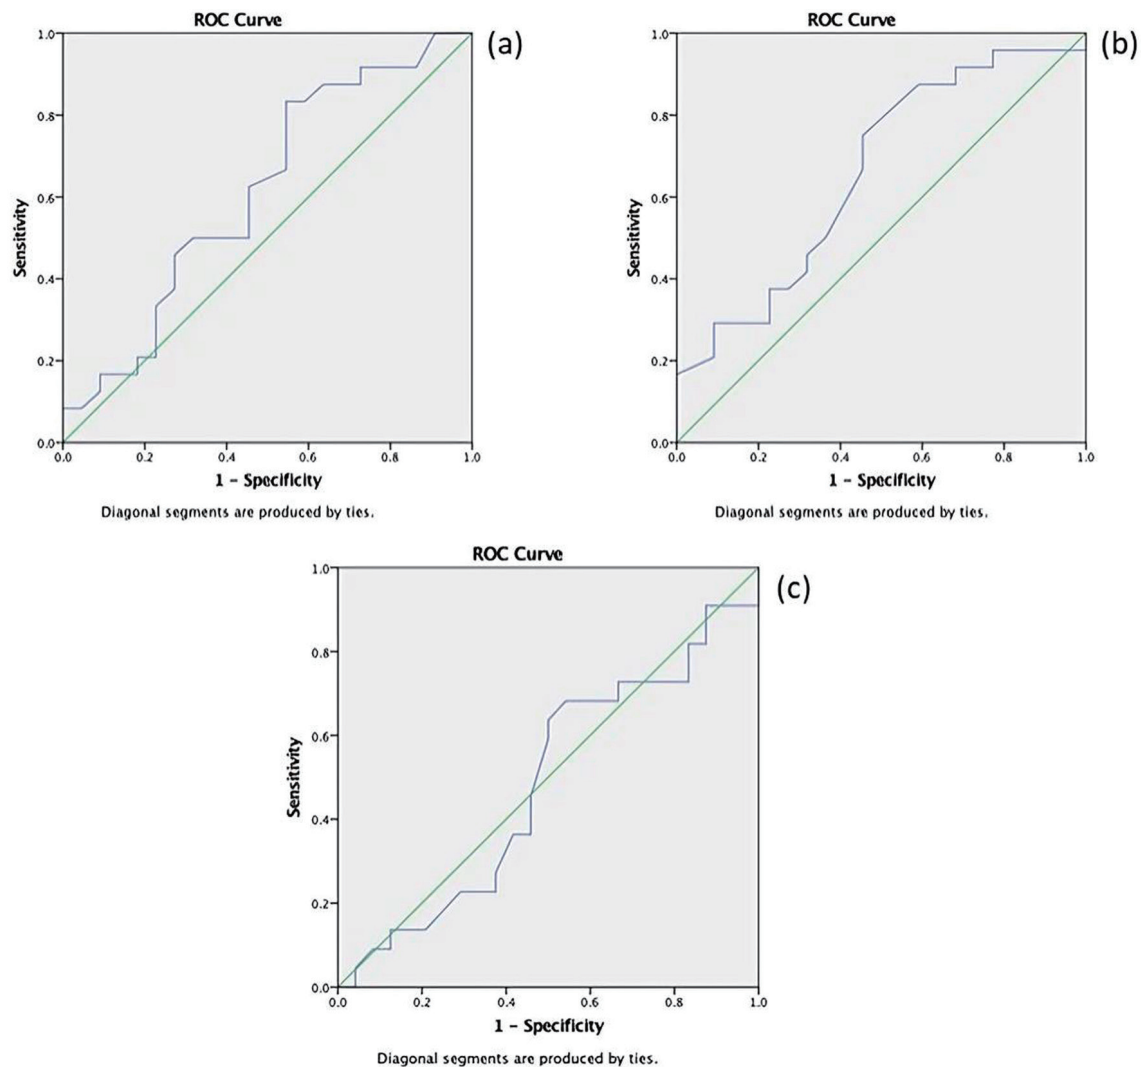 ROC Curve
(a)
1.0
0.8
0.6
0.4
0.2
0.0
Sensitivity
0.0 0.2 0.4 0.6 0.8 1.0
1 - Specificity
Diagonal segments are produced by ties.
ROC Curve
(b)
1.0
0.8
0.6
0.4
0.2
0.0
Sensitivity
0.0 0.2 0.4 0.6 0.8 1.0
1 - Specificity
Diagonal segments are produced by ties.
ROC Curve
(c)
1.0
0.8
0.6
0.4
0.2
0.0
Sensitivity
0.0 0.2 0.4 0.6 0.8 1.0
1 - Specificity
Diagonal segments are produced by ties.